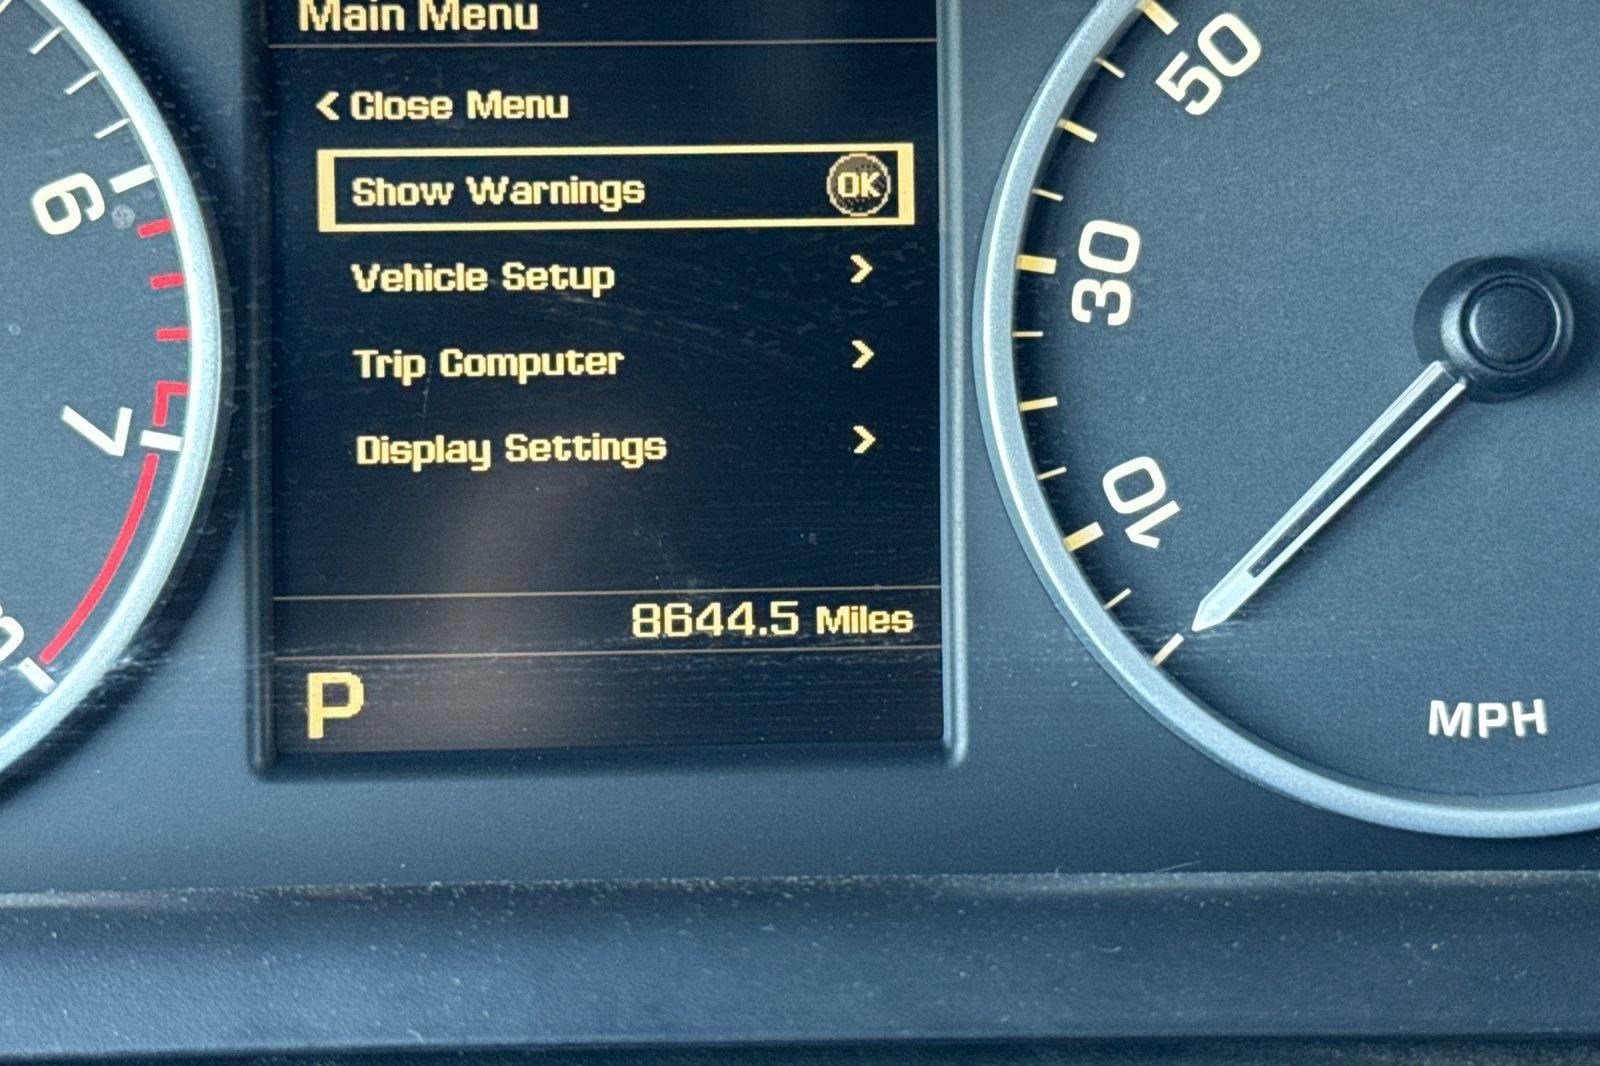 Main Menu
< Close Menu
Show Warnings OK
Vehicle Setup >
Trip Computer >
Display Settings >
8644.5 Miles
P
6
7
50
30
10
MPH